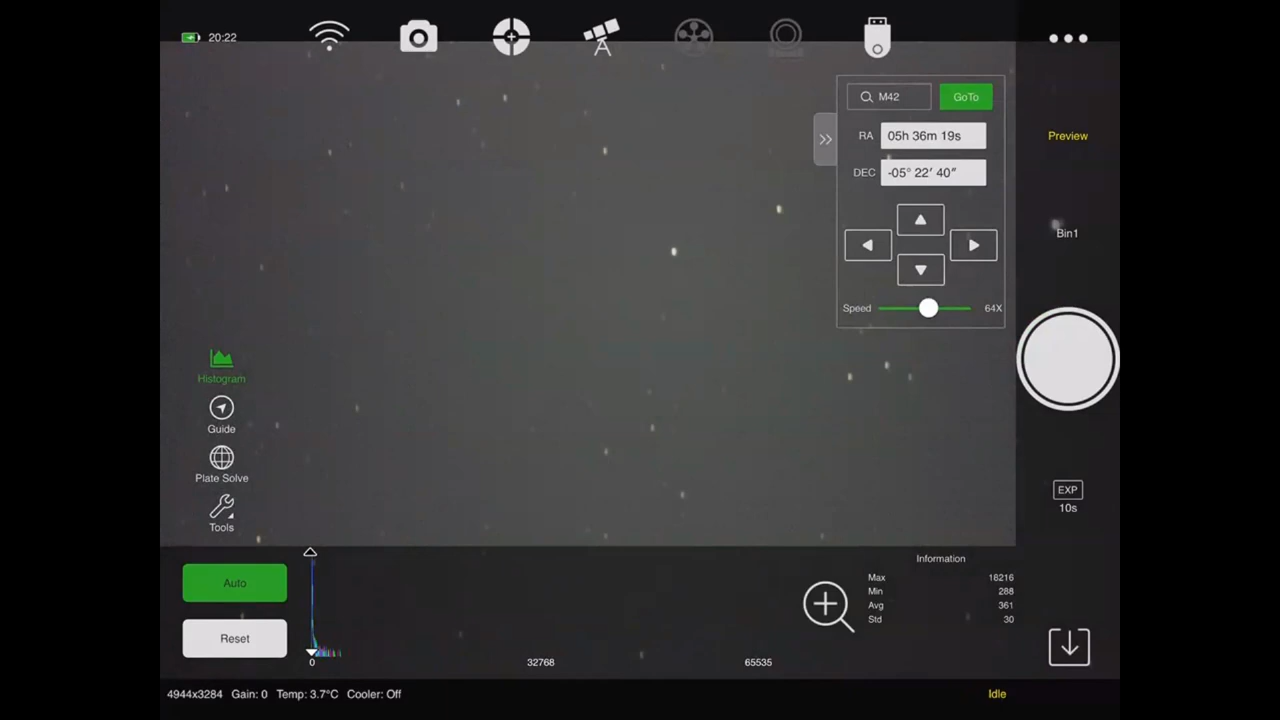 20:22
M42
GoTo
RA 05h 36m 19s
DEC -05° 22′ 40″
Speed 64X
Preview
Bin1
EXP
10s
Histogram
Guide
Plate Solve
Tools
Auto
Reset
0 32768 65535
Information
Max 18216
Min 288
Avg 361
Std 30
4944x3284 Gain: 0 Temp: 3.7°C Cooler: Off
Idle